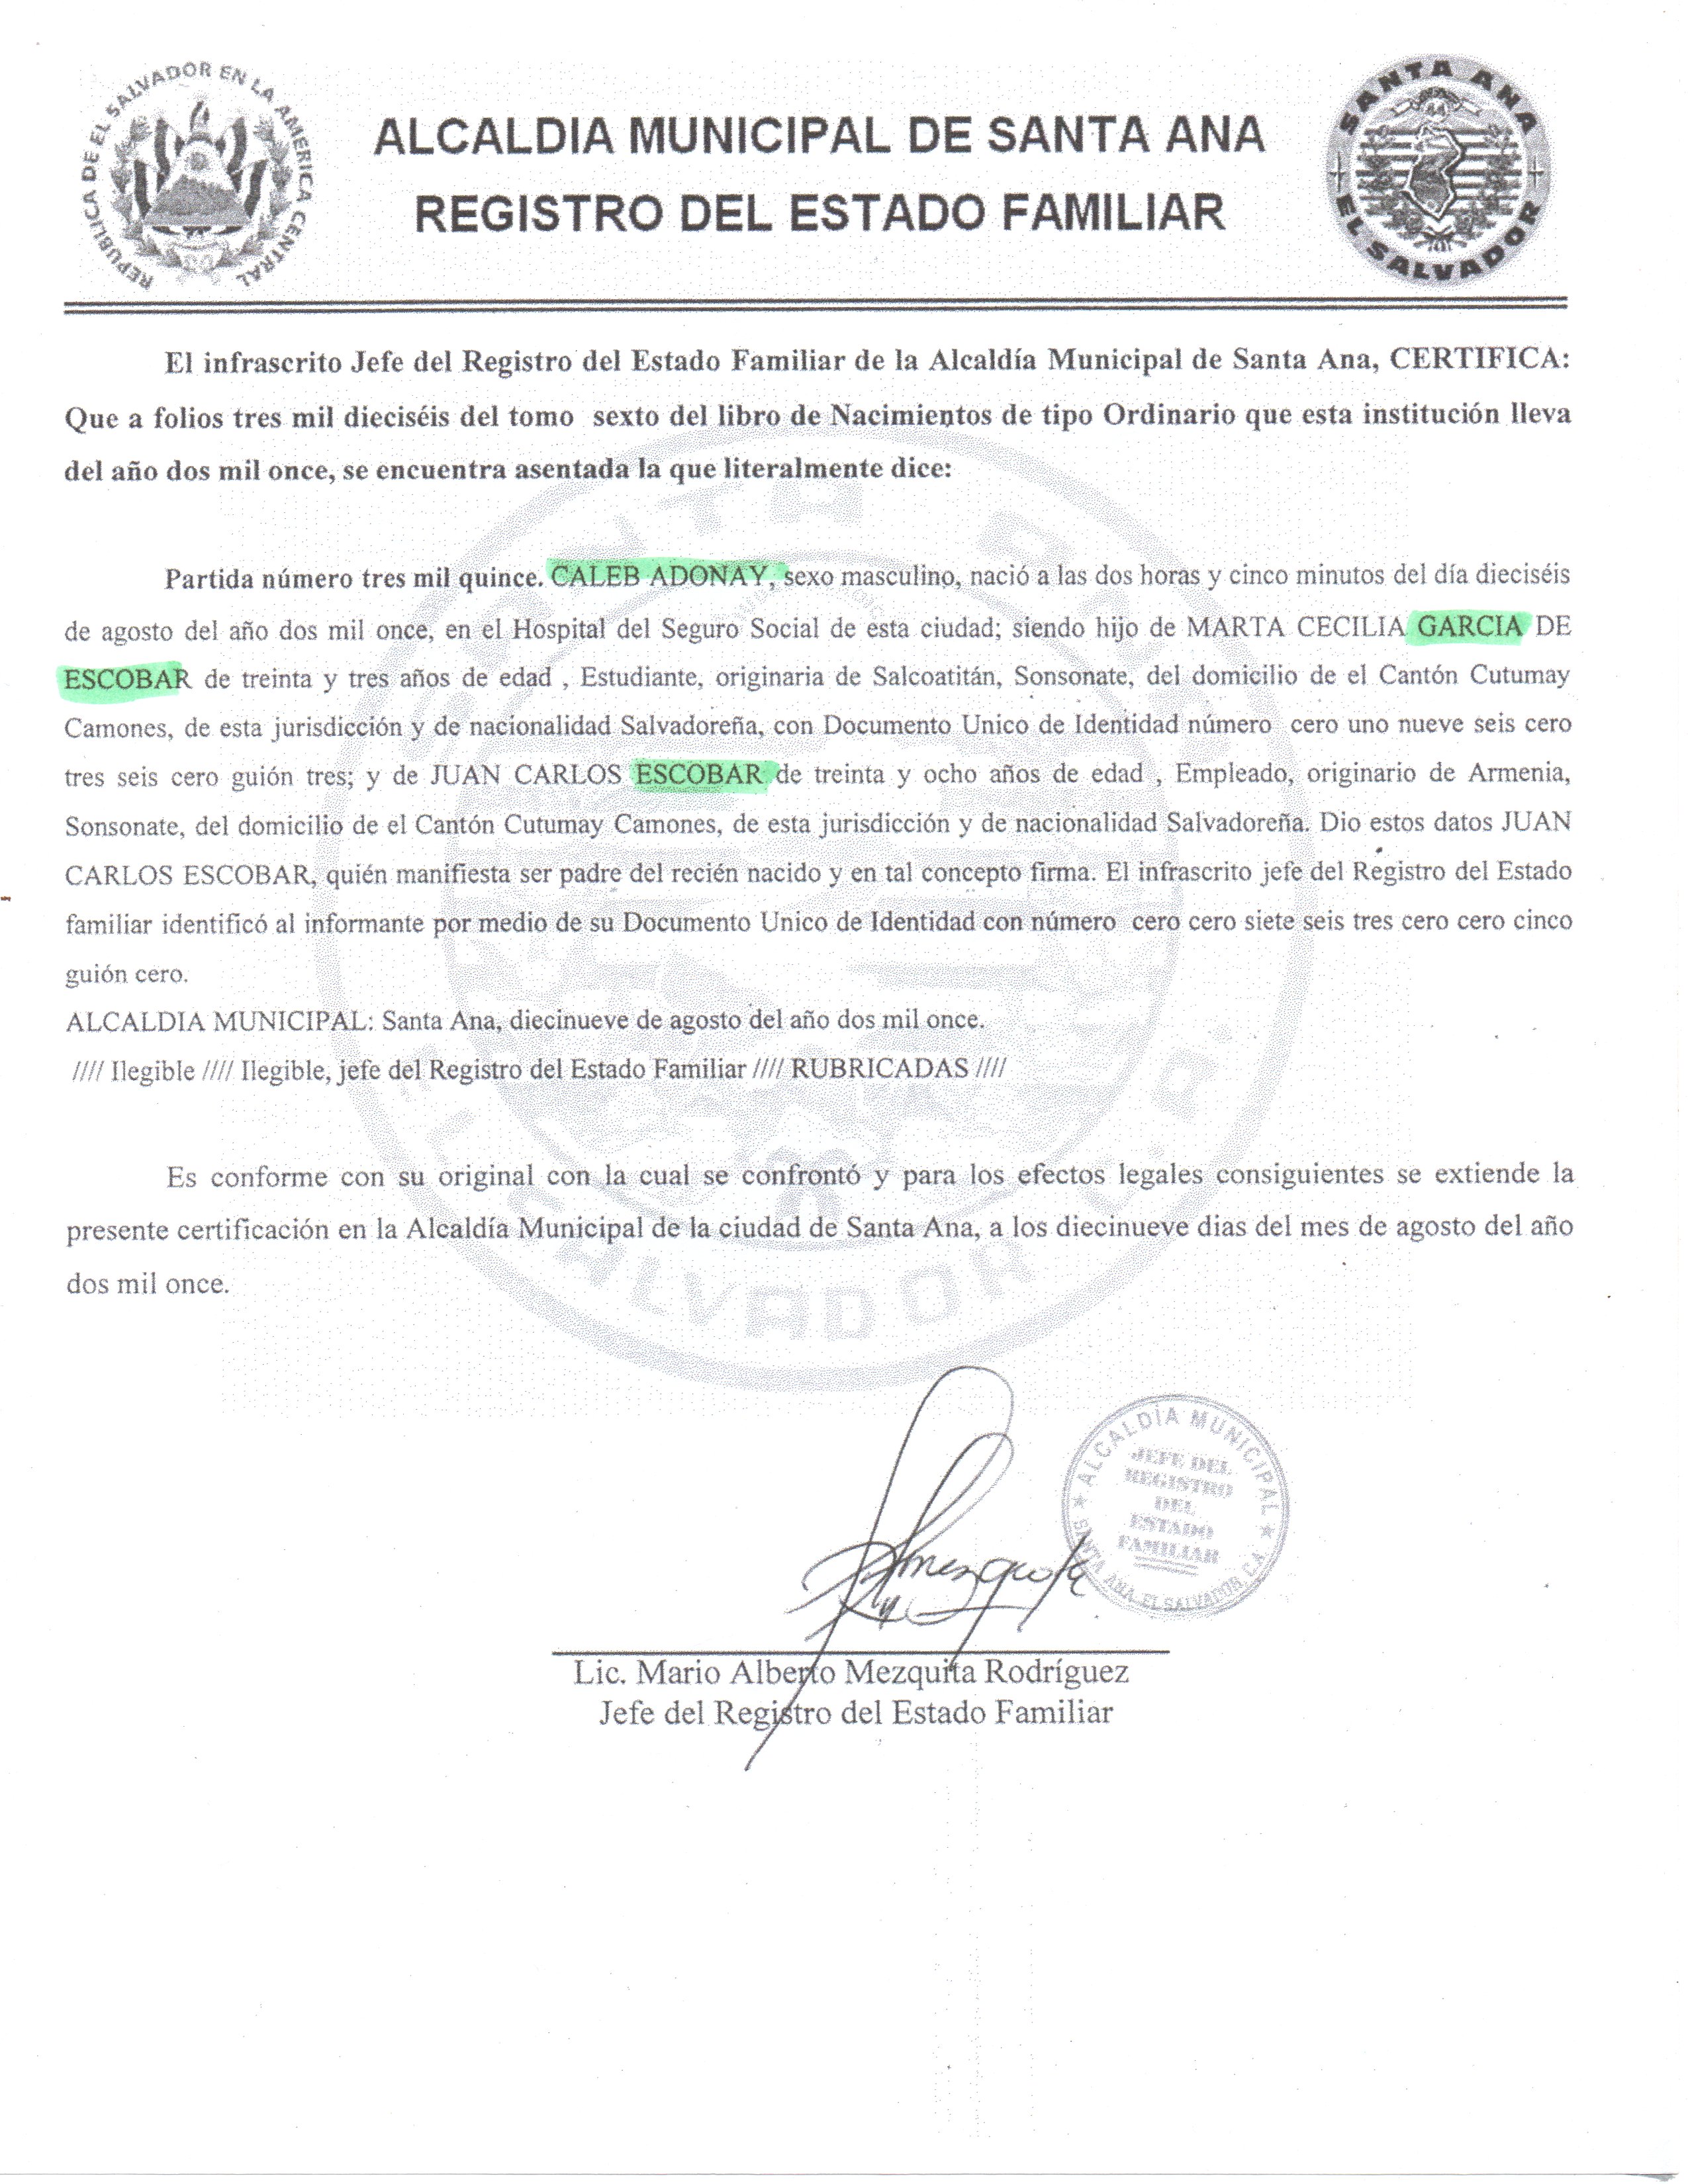 REPUBLICA DE EL SALVADOR EN LA AMERICA CENTRAL
ALCALDIA MUNICIPAL DE SANTA ANA
REGISTRO DEL ESTADO FAMILIAR
SANTA ANA
EL SALVADOR
El infrascrito Jefe del Registro del Estado Familiar de la Alcaldía Municipal de Santa Ana, CERTIFICA:
Que a folios tres mil dieciséis del tomo sexto del libro de Nacimientos de tipo Ordinario que esta institución lleva
del año dos mil once, se encuentra asentada la que literalmente dice:
Partida número tres mil quince. CALEB ADONAY, sexo masculino, nació a las dos horas y cinco minutos del día dieciséis
de agosto del año dos mil once, en el Hospital del Seguro Social de esta ciudad; siendo hijo de MARTA CECILIA GARCIA DE
ESCOBAR de treinta y tres años de edad , Estudiante, originaria de Salcoatitán, Sonsonate, del domicilio de el Cantón Cutumay
Camones, de esta jurisdicción y de nacionalidad Salvadoreña, con Documento Unico de Identidad número cero uno nueve seis cero
tres seis cero guión tres; y de JUAN CARLOS ESCOBAR de treinta y ocho años de edad , Empleado, originario de Armenia,
Sonsonate, del domicilio de el Cantón Cutumay Camones, de esta jurisdicción y de nacionalidad Salvadoreña. Dio estos datos JUAN
CARLOS ESCOBAR, quién manifiesta ser padre del recién nacido y en tal concepto firma. El infrascrito jefe del Registro del Estado
familiar identificó al informante por medio de su Documento Unico de Identidad con número cero cero siete seis tres cero cero cinco
guión cero.
ALCALDIA MUNICIPAL: Santa Ana, diecinueve de agosto del año dos mil once.
//// Ilegible //// Ilegible, jefe del Registro del Estado Familiar //// RUBRICADAS ////
Es conforme con su original con la cual se confrontó y para los efectos legales consiguientes se extiende la
presente certificación en la Alcaldía Municipal de la ciudad de Santa Ana, a los diecinueve dias del mes de agosto del año
dos mil once.
ALCALDÍA MUNICIPAL
JEFE DEL
REGISTRO
DEL
ESTADO
FAMILIAR
SANTA ANA, EL SALVADOR, C.A.
Lic. Mario Alberto Mezquita Rodríguez
Jefe del Registro del Estado Familiar